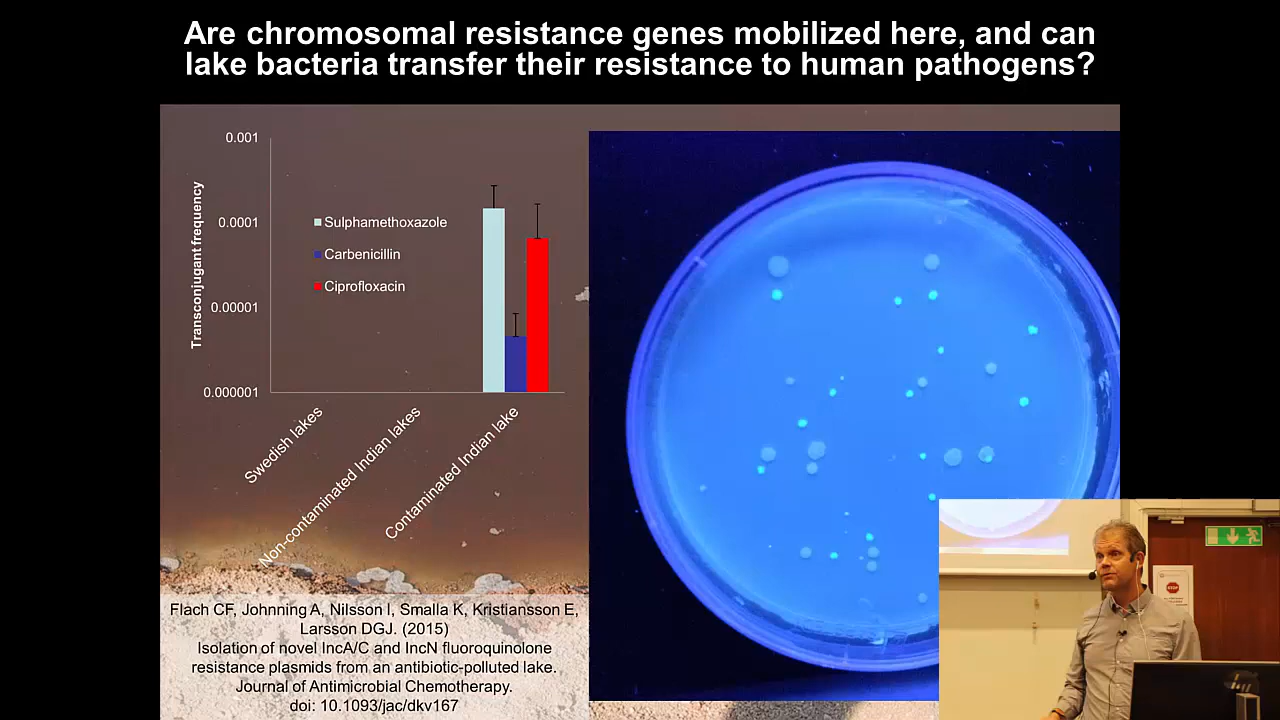 Are chromosomal resistance genes mobilized here, and can
lake bacteria transfer their resistance to human pathogens?
0.001
0.0001
0.00001
0.000001
Transconjugant frequency
Sulphamethoxazole
Carbenicillin
Ciprofloxacin
Swedish lakes
Non-contaminated Indian lakes
Contaminated Indian lake
Flach CF, Johnning A, Nilsson I, Smalla K, Kristiansson E,
Larsson DGJ. (2015)
Isolation of novel IncA/C and IncN fluoroquinolone
resistance plasmids from an antibiotic-polluted lake.
Journal of Antimicrobial Chemotherapy.
doi: 10.1093/jac/dkv167